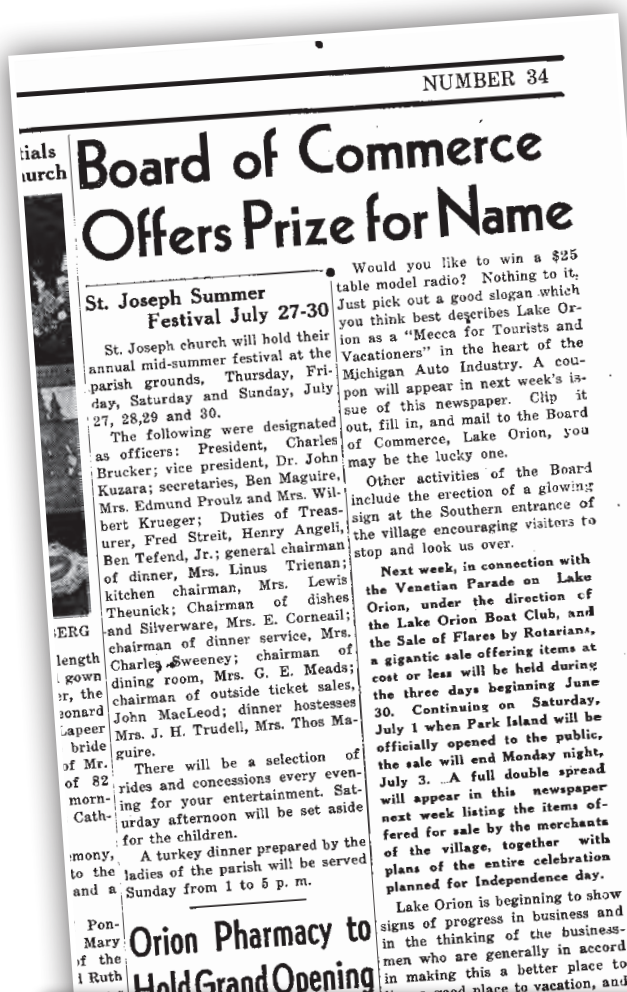 NUMBER 34
tials
urch
ERG
length
gown
er, the
eonard
Lapeer
bride
of Mr.
of 82
morn-
Cath-
mony,
to the
and a
Pon-
Mary
of the
Ruth
Board of Commerce
Offers Prize for Name
St. Joseph Summer
Festival July 27-30
St. Joseph church will hold their
annual mid-summer festival at the
parish grounds, Thursday, Fri-
day, Saturday and Sunday, July
27, 28,29 and 30.
The following were designated
as officers: President, Charles
Brucker; vice president, Dr. John
Kuzara; secretaries, Ben Maguire,
Mrs. Edmund Proulz and Mrs. Wil-
bert Krueger; Duties of Treas-
urer, Fred Streit, Henry Angeli,
Ben Tefend, Jr.; general chairman
of dinner, Mrs. Linus Trienan;
kitchen chairman, Mrs. Lewis
Theunick; Chairman of dishes
and Silverware, Mrs. E. Corneail;
chairman of dinner service, Mrs.
Charles Sweeney; chairman of
dining room, Mrs. G. E. Meads;
chairman of outside ticket sales,
John MacLeod; dinner hostesses
Mrs. J. H. Trudell, Mrs. Thos Ma-
guire.
There will be a selection of
rides and concessions every even-
ing for your entertainment. Sat-
urday afternoon will be set aside
for the children.
A turkey dinner prepared by the
ladies of the parish will be served
Sunday from 1 to 5 p. m.
Orion Pharmacy to
Hold Grand Opening
Would you like to win a $25
table model radio? Nothing to it.
Just pick out a good slogan which
you think best describes Lake Or-
ion as a "Mecca for Tourists and
Vacationers" in the heart of the
Michigan Auto Industry. A cou-
pon will appear in next week's is-
sue of this newspaper. Clip it
out, fill in, and mail to the Board
of Commerce, Lake Orion, you
may be the lucky one.
Other activities of the Board
include the erection of a glowing
sign at the Southern entrance of
the village encouraging visitors to
stop and look us over.
Next week, in connection with
the Venetian Parade on Lake
Orion, under the direction of
the Lake Orion Boat Club, and
the Sale of Flares by Rotarians,
a gigantic sale offering items at
cost or less will be held during
the three days beginning June
30. Continuing on Saturday,
July 1 when Park Island will be
officially opened to the public,
the sale will end Monday night,
July 3. A full double spread
will appear in this newspaper
next week listing the items of-
fered for sale by the merchants
of the village, together with
plans of the entire celebration
planned for Independence day.
Lake Orion is beginning to show
signs of progress in business and
in the thinking of the business-
men who are generally in accord
in making this a better place to
good place to vacation, and